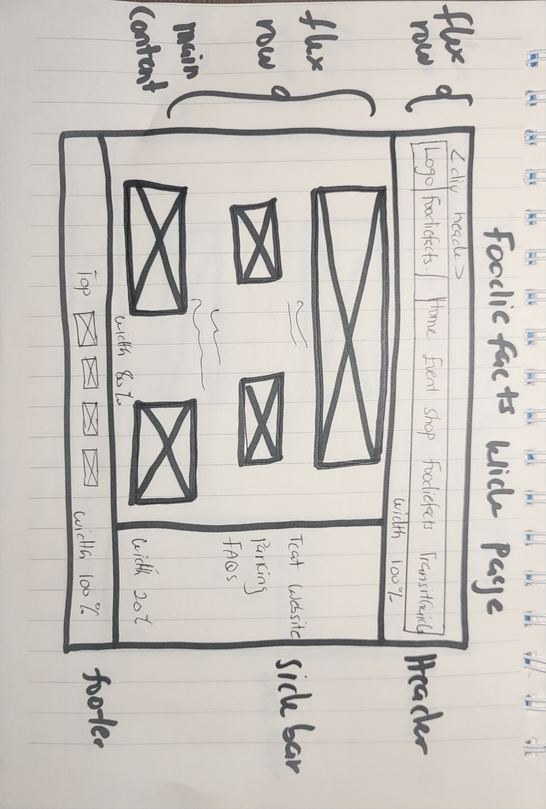 Foodiefacts Wide Page
flex row
<div header>
Logo Foodiefacts. Home Event Shop Foodiefacts TransitGuide
width 100%
Header
flex row
main Content
Teat Website
Parking
FAQs
side bar
width 80%
width 20%
Top
width 100%
footer